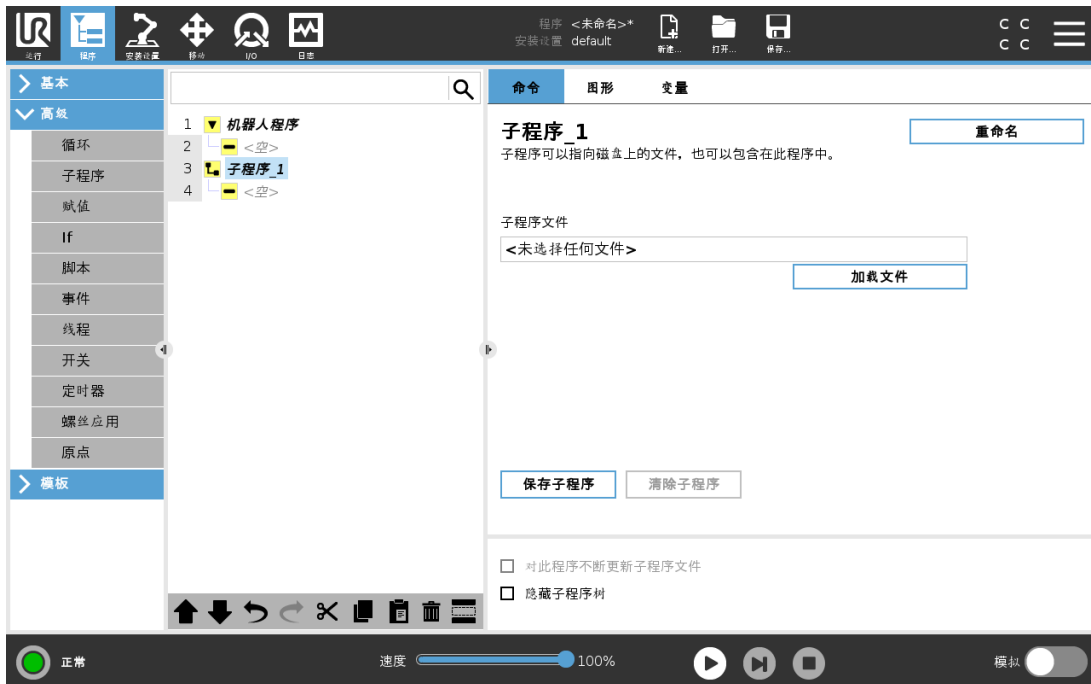 程序 <未命名>*
安装设置 default
C C
C C
运行
程序
安装设置
移动
I/O
日志
新建...
打开...
保存...
基本
高级
循环
子程序
赋值
If
脚本
事件
线程
开关
定时器
螺丝应用
原点
模板
1 机器人程序
2 <空>
3 子程序_1
4 <空>
命令 图形 变量
子程序_1
重命名
子程序可以指向磁盘上的文件，也可以包含在此程序中。
子程序文件
<未选择任何文件>
加载文件
保存子程序
清除子程序
对此程序不断更新子程序文件
隐藏子程序树
正常
速度
100%
模拟